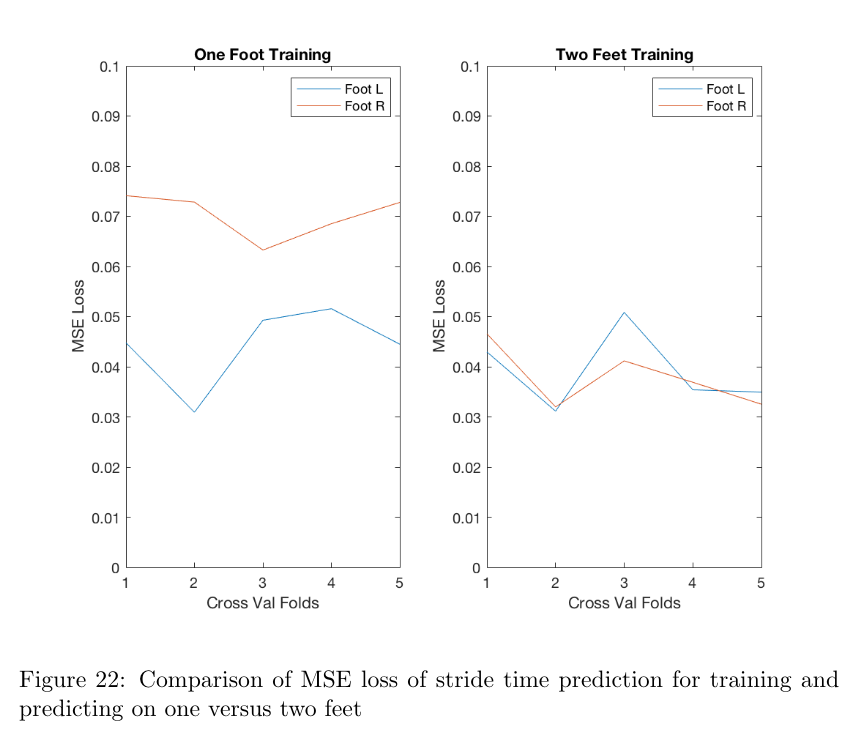 One Foot Training
Foot L
Foot R
0.1
0.09
0.08
0.07
0.06
0.05
0.04
0.03
0.02
0.01
0
MSE Loss
1 2 3 4 5
Cross Val Folds
Two Feet Training
Foot L
Foot R
0.1
0.09
0.08
0.07
0.06
0.05
0.04
0.03
0.02
0.01
0
MSE Loss
1 2 3 4 5
Cross Val Folds
Figure 22: Comparison of MSE loss of stride time prediction for training and
predicting on one versus two feet